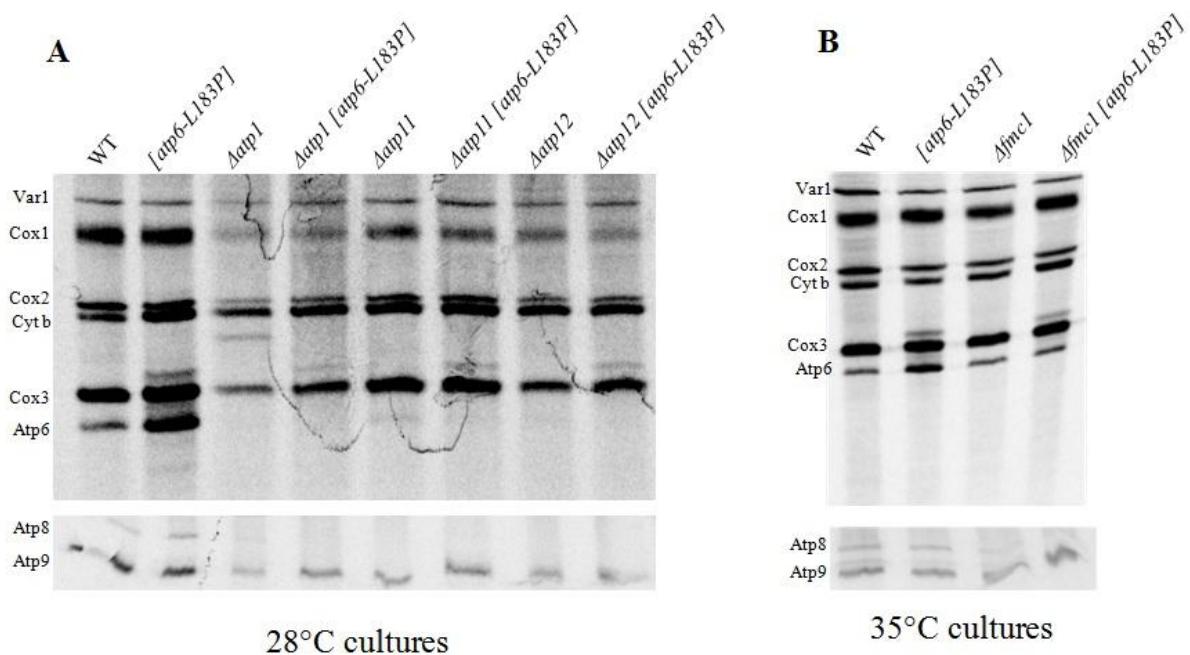 A
WT
[atp6-L183P]
Δatp1
Δatp1 [atp6-L183P]
Δatp11
Δatp11 [atp6-L183P]
Δatp12
Δatp12 [atp6-L183P]
Var1
Cox1
Cox2
Cyt b
Cox3
Atp6
Atp8
Atp9
28°C cultures
B
WT
[atp6-L183P]
Δfmc1
Δfmc1 [atp6-L183P]
Var1
Cox1
Cox2
Cyt b
Cox3
Atp6
Atp8
Atp9
35°C cultures